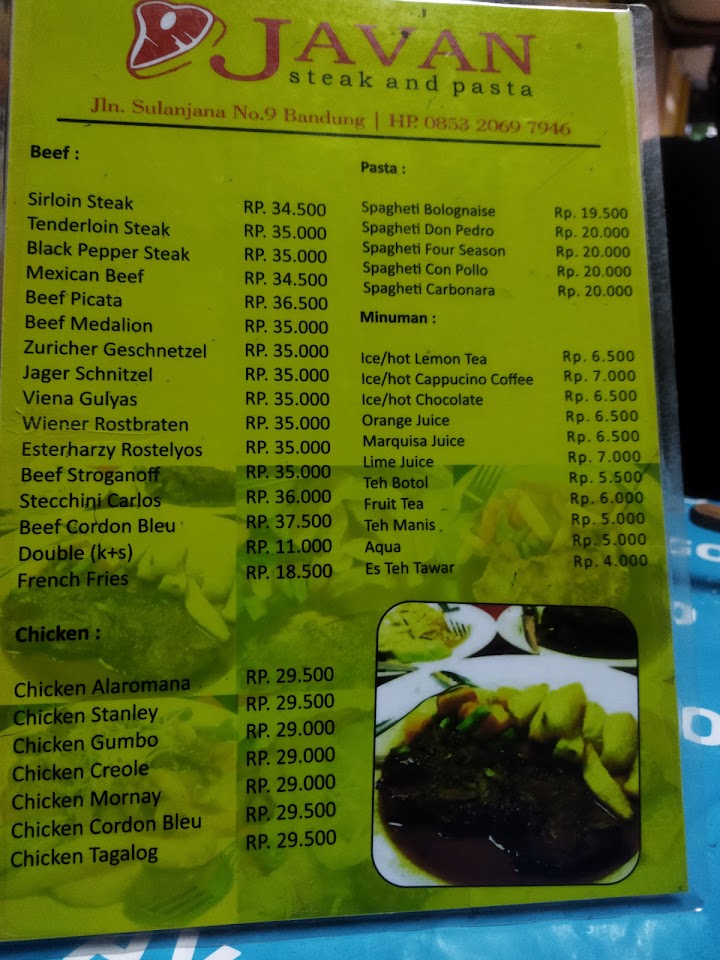 JAVAN
steak and pasta
Jln. Sulanjana No.9 Bandung | HP. 0853 2069 7946
Beef :
Sirloin Steak RP. 34.500
Tenderloin Steak RP. 35.000
Black Pepper Steak RP. 35.000
Mexican Beef RP. 34.500
Beef Picata RP. 36.500
Beef Medalion RP. 35.000
Zuricher Geschnetzel RP. 35.000
Jager Schnitzel RP. 35.000
Viena Gulyas RP. 35.000
Wiener Rostbraten RP. 35.000
Esterharzy Rostelyos RP. 35.000
Beef Stroganoff RP. 35.000
Stecchini Carlos RP. 36.000
Beef Cordon Bleu RP. 37.500
Double (k+s) RP. 11.000
French Fries RP. 18.500
Chicken :
Chicken Alaromana RP. 29.500
Chicken Stanley RP. 29.500
Chicken Gumbo RP. 29.000
Chicken Creole RP. 29.000
Chicken Mornay RP. 29.000
Chicken Cordon Bleu RP. 29.500
Chicken Tagalog RP. 29.500
Pasta :
Spagheti Bolognaise Rp. 19.500
Spagheti Don Pedro Rp. 20.000
Spagheti Four Season Rp. 20.000
Spagheti Con Pollo Rp. 20.000
Spagheti Carbonara Rp. 20.000
Minuman :
Ice/hot Lemon Tea Rp. 6.500
Ice/hot Cappucino Coffee Rp. 7.000
Ice/hot Chocolate Rp. 6.500
Orange Juice Rp. 6.500
Marquisa Juice Rp. 6.500
Lime Juice Rp. 7.000
Teh Botol Rp. 5.500
Fruit Tea Rp. 6.000
Teh Manis Rp. 5.000
Aqua Rp. 5.000
Es Teh Tawar Rp. 4.000